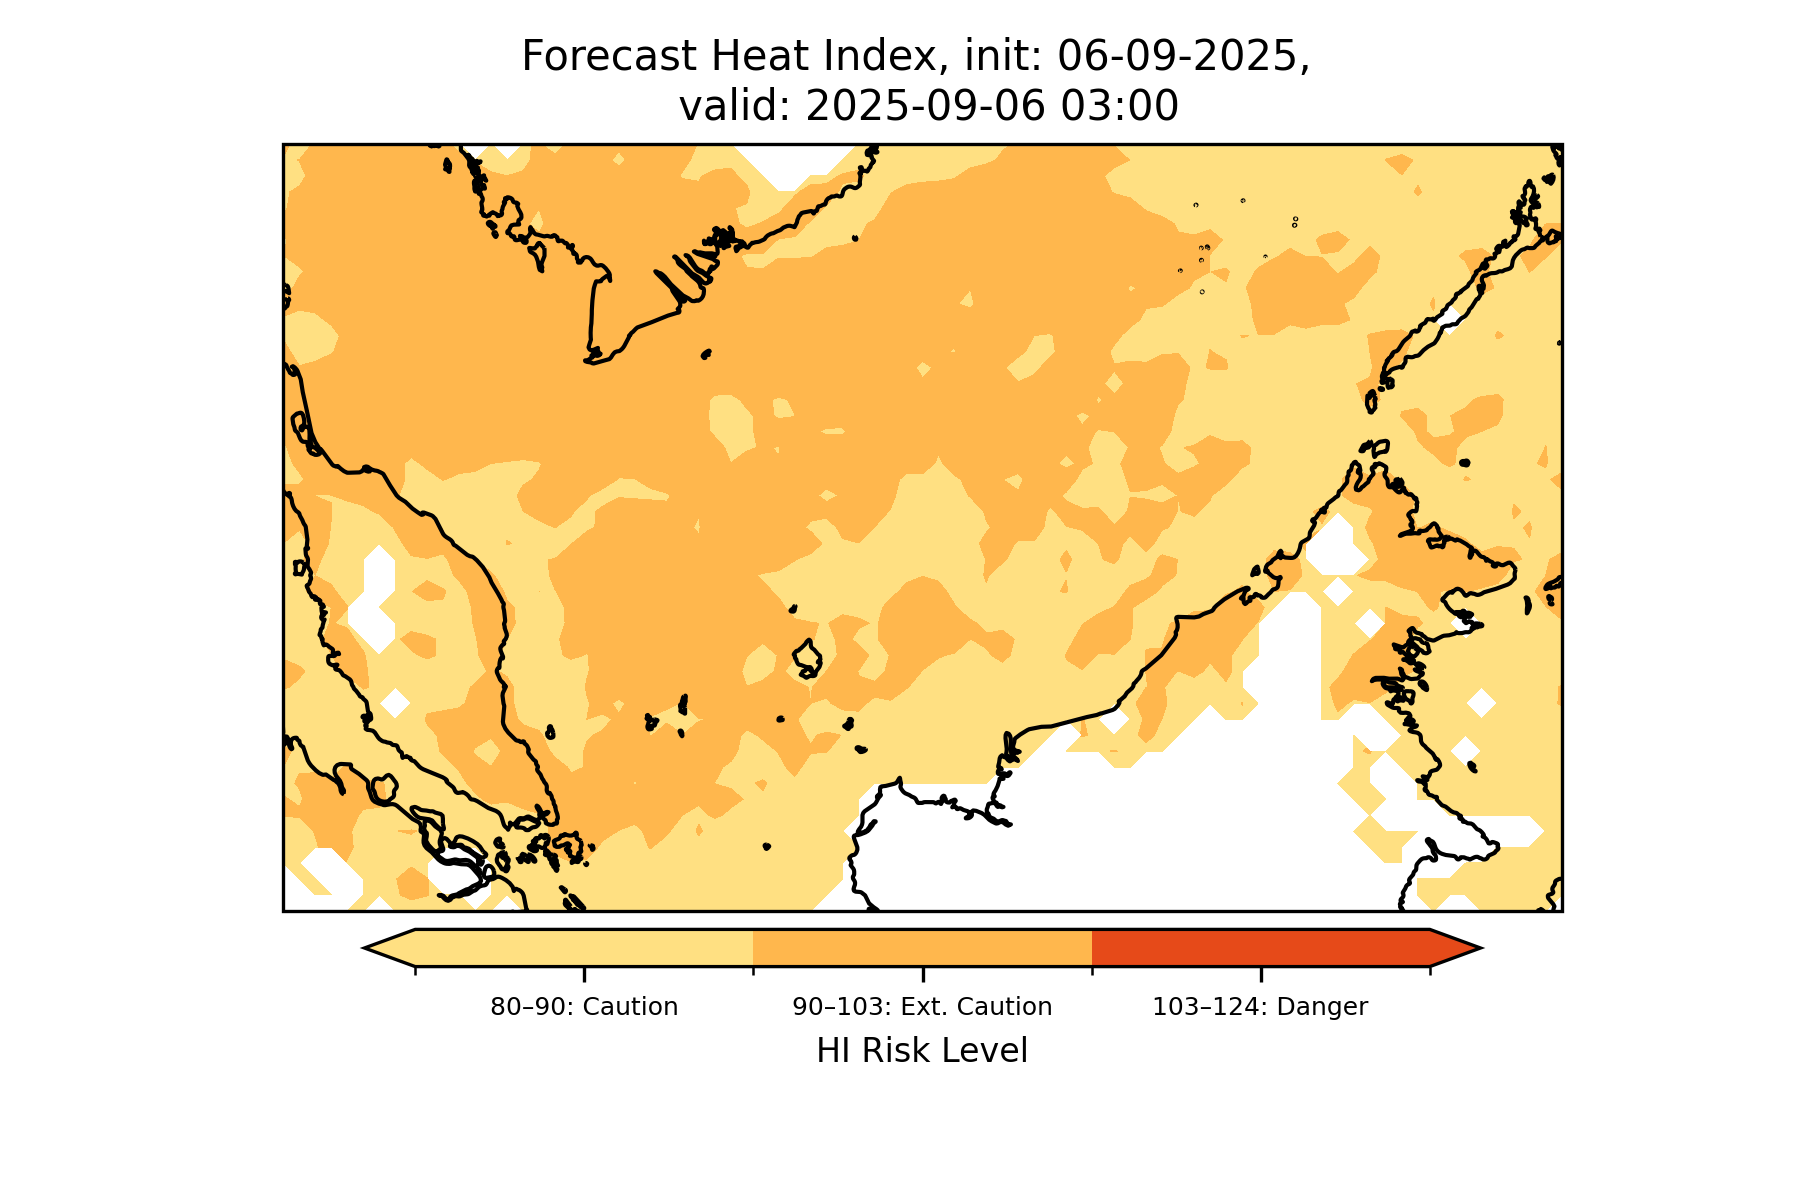 Forecast Heat Index, init: 06-09-2025,
valid: 2025-09-06 03:00
80–90: Caution
90–103: Ext. Caution
103–124: Danger
HI Risk Level